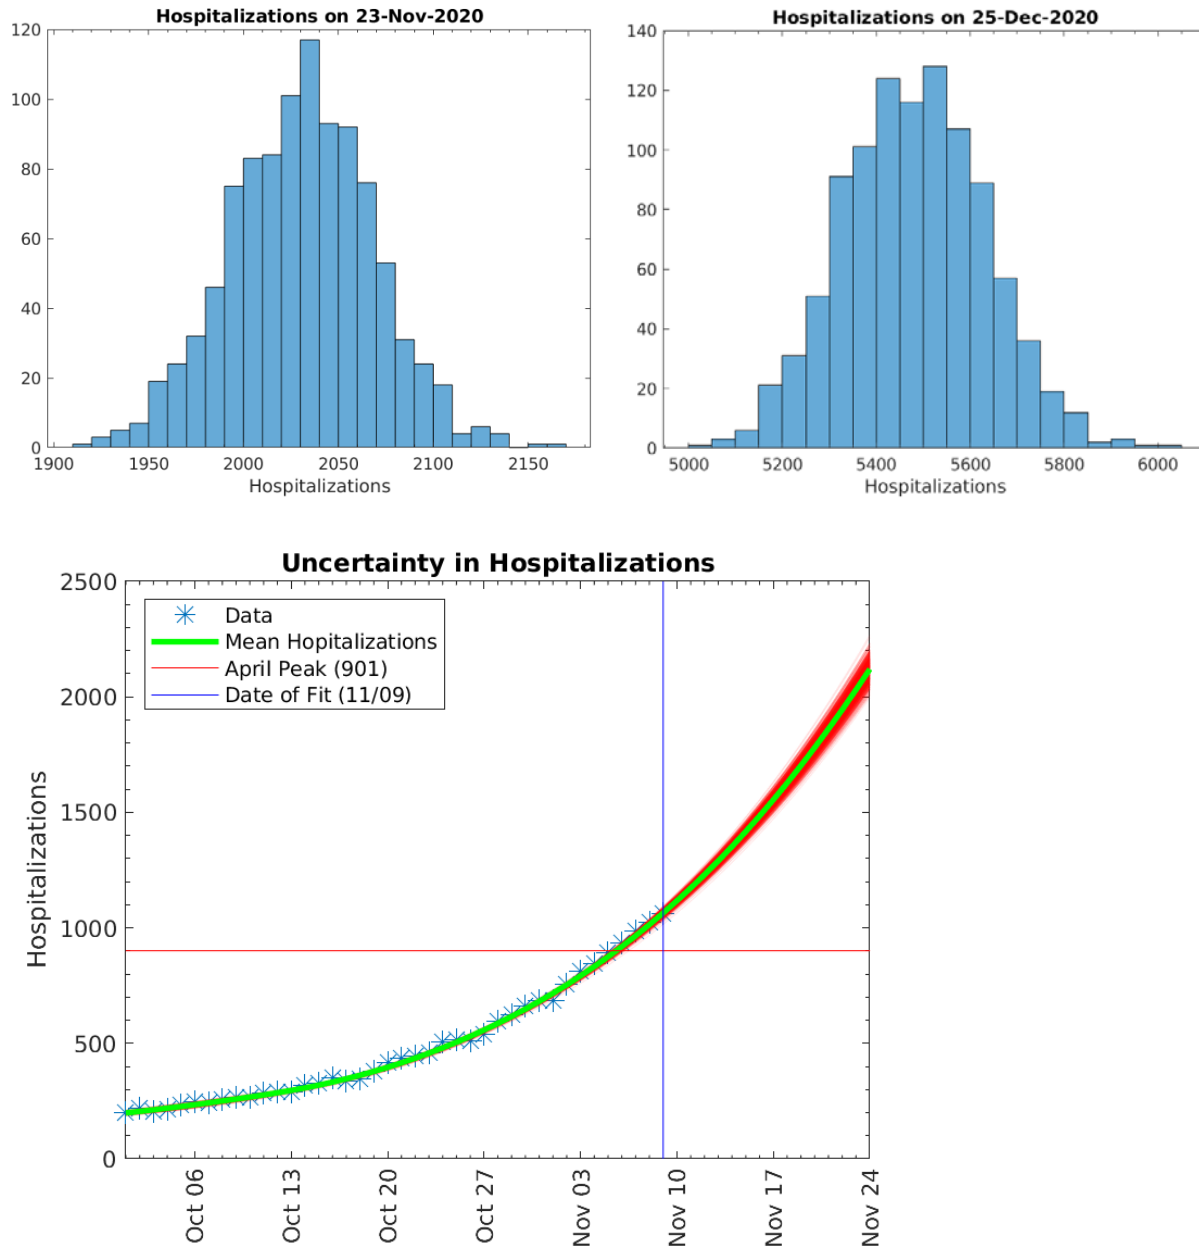 Hospitalizations on 23-Nov-2020
120
100
80
60
40
20
0
1900 1950 2000 2050 2100 2150
Hospitalizations
Hospitalizations on 25-Dec-2020
140
120
100
80
60
40
20
0
5000 5200 5400 5600 5800 6000
Hospitalizations
Uncertainty in Hospitalizations
2500
2000
1500
1000
500
0
Hospitalizations
Data
Mean Hopitalizations
April Peak (901)
Date of Fit (11/09)
Oct 06
Oct 13
Oct 20
Oct 27
Nov 03
Nov 10
Nov 17
Nov 24